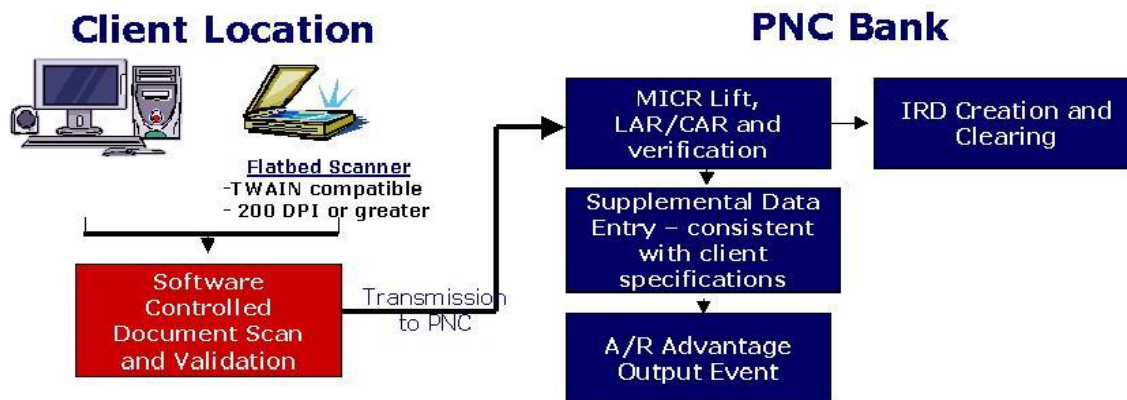 Client Location
Flatbed Scanner
-TWAIN compatible
- 200 DPI or greater
Software
Controlled
Document Scan
and Validation
Transmission
to PNC
PNC Bank
MICR Lift,
LAR/CAR and
verification
IRD Creation and
Clearing
Supplemental Data
Entry – consistent
with client
specifications
A/R Advantage
Output Event